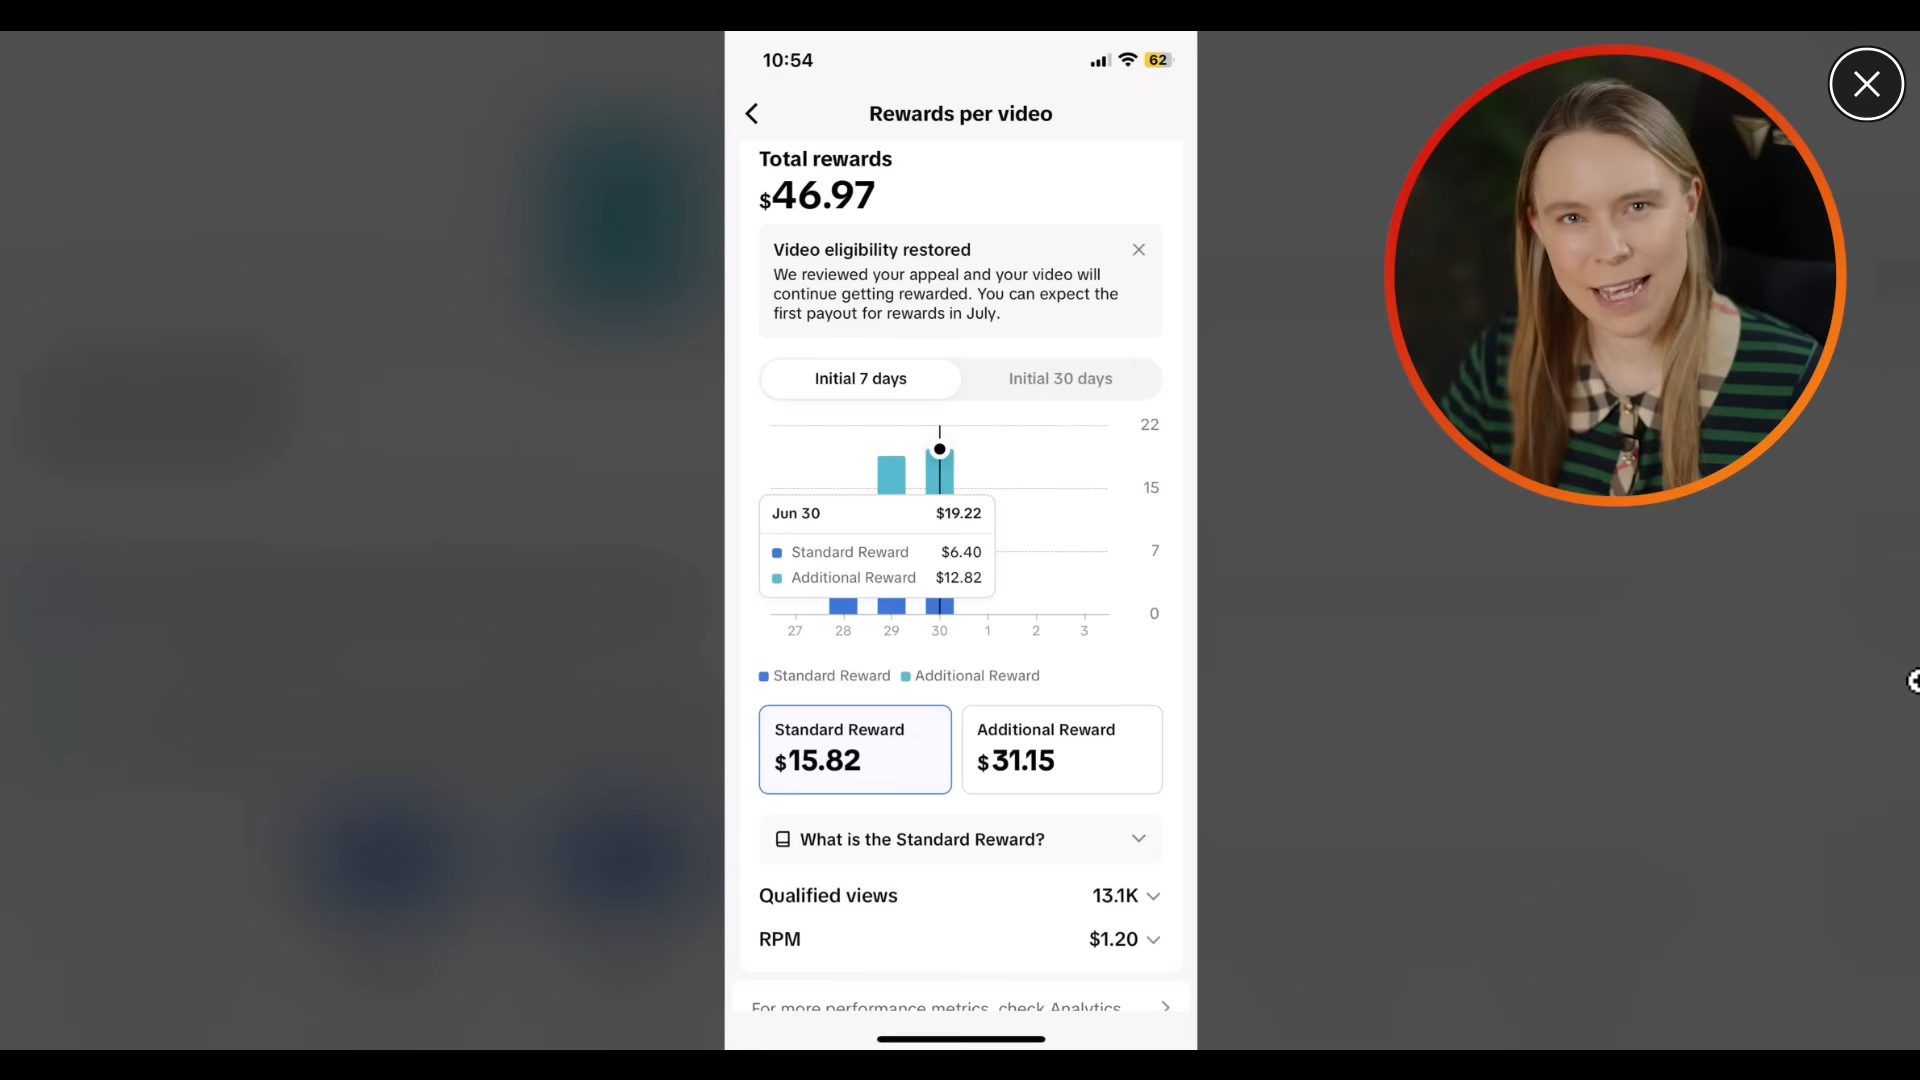 10:54
62
Rewards per video
Total rewards
$46.97
Video eligibility restored
We reviewed your appeal and your video will
continue getting rewarded. You can expect the
first payout for rewards in July.
Initial 7 days
Initial 30 days
22
15
7
0
Jun 30 $19.22
Standard Reward $6.40
Additional Reward $12.82
27 28 29 30 1 2 3
Standard Reward Additional Reward
Standard Reward
$15.82
Additional Reward
$31.15
What is the Standard Reward?
Qualified views 13.1K
RPM $1.20
For more performance metrics, check Analytics